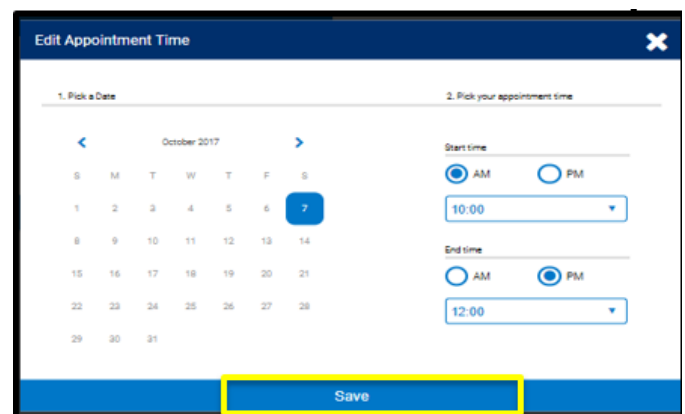 Edit Appointment Time
1. Pick a Date
2. Pick your appointment time
October 2017
S M T W T F S
1 2 3 4 5 6 7
8 9 10 11 12 13 14
15 16 17 18 19 20 21
22 23 24 25 26 27 28
29 30 31
Start time
AM PM
10:00
End time
AM PM
12:00
Save